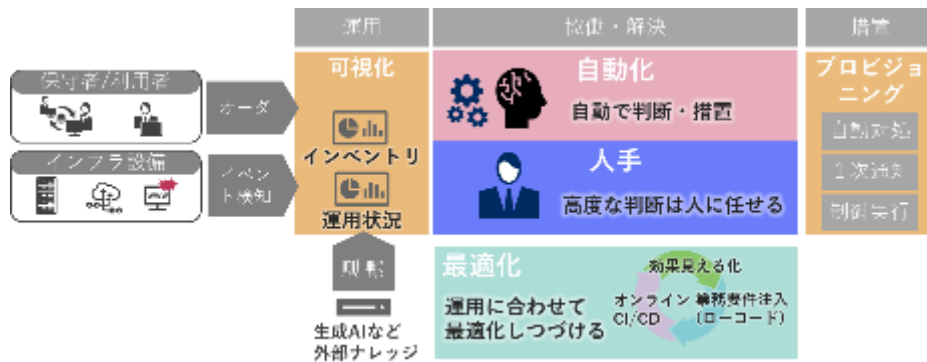 運用
協働・解決
措置
保守者/利用者
オーダ
インフラ設備
イベン
ト検知
可視化
インベントリ
運用状況
自動化
自動で判断・措置
人手
高度な判断は人に任せる
プロビジョ
ニング
自動対処
1次通知
制御実行
生成AIなど
外部ナレッジ
最適化
運用に合わせて
最適化しつづける
効果見える化
オンライン
CI/CD
業務要件注入
(ローコード)